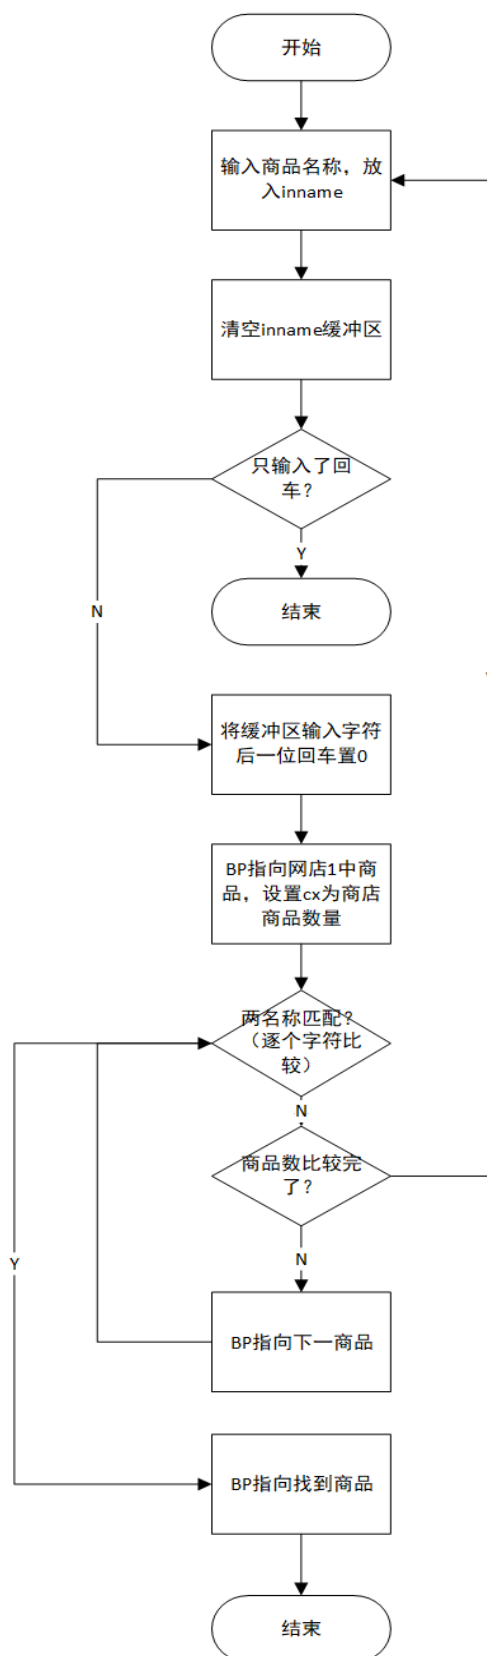 开始
输入商品名称，放
入inname
清空inname缓冲区
只输入了回
车？
Y
结束
N
将缓冲区输入字符
后一位回车置0
BP指向网店1中商
品，设置cx为商店
商品数量
两名称匹配？
（逐个字符比
较）
N
商品数比较完
了？
N
Y
BP指向下一商品
BP指向找到商品
结束